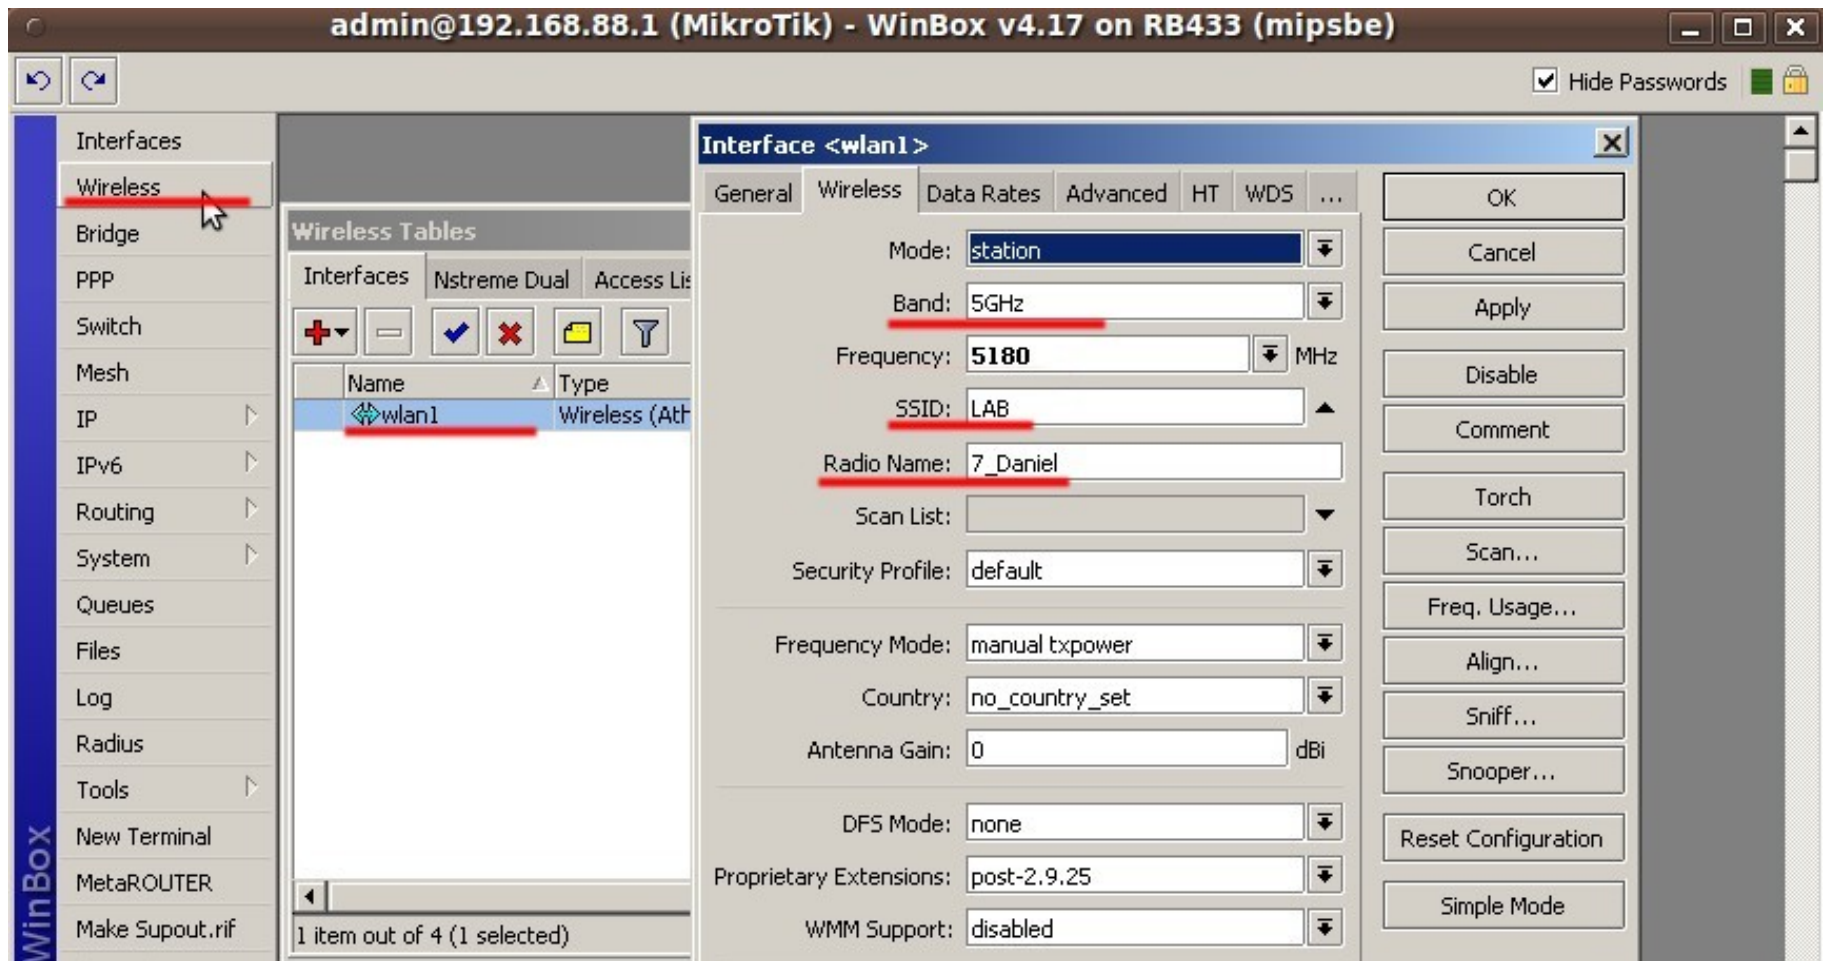 admin@192.168.88.1 (MikroTik) - WinBox v4.17 on RB433 (mipsbe)
Hide Passwords
WinBox
Interfaces
Wireless
Bridge
PPP
Switch
Mesh
IP
IPv6
Routing
System
Queues
Files
Log
Radius
Tools
New Terminal
MetaROUTER
Make Supout.rif
Wireless Tables
Interfaces Nstreme Dual Access Lis
Name Type
wlan1 Wireless (Ath
1 item out of 4 (1 selected)
Interface <wlan1>
General Wireless Data Rates Advanced HT WDS ...
Mode: station
Band: 5GHz
Frequency: 5180 MHz
SSID: LAB
Radio Name: 7_Daniel
Scan List:
Security Profile: default
Frequency Mode: manual txpower
Country: no_country_set
Antenna Gain: 0 dBi
DFS Mode: none
Proprietary Extensions: post-2.9.25
WMM Support: disabled
OK
Cancel
Apply
Disable
Comment
Torch
Scan...
Freq. Usage...
Align...
Sniff...
Snooper...
Reset Configuration
Simple Mode